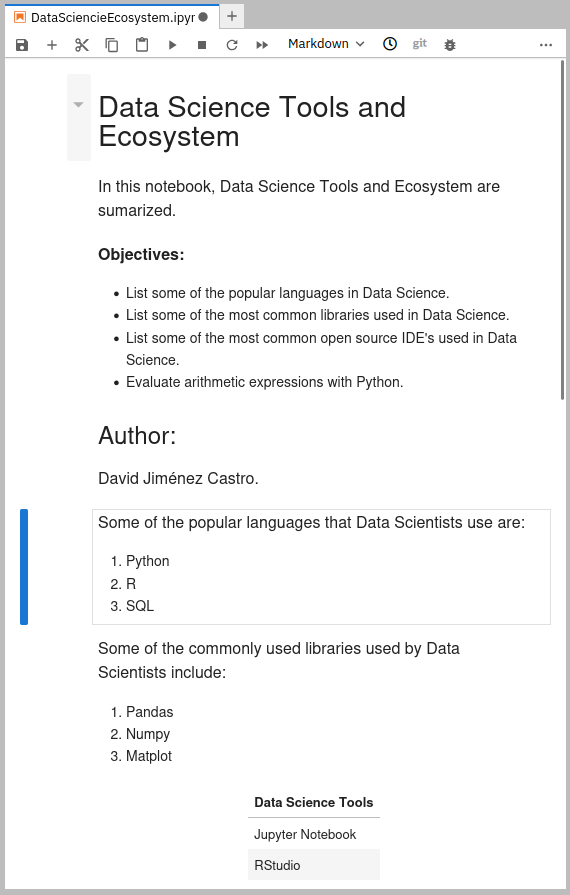 DataSciencieEcosystem.ipyr
Markdown
git
Data Science Tools and
Ecosystem
In this notebook, Data Science Tools and Ecosystem are
sumarized.
Objectives:
• List some of the popular languages in Data Science.
• List some of the most common libraries used in Data Science.
• List some of the most common open source IDE's used in Data
Science.
• Evaluate arithmetic expressions with Python.
Author:
David Jiménez Castro.
Some of the popular languages that Data Scientists use are:
1. Python
2. R
3. SQL
Some of the commonly used libraries used by Data
Scientists include:
1. Pandas
2. Numpy
3. Matplot
Data Science Tools
Jupyter Notebook
RStudio